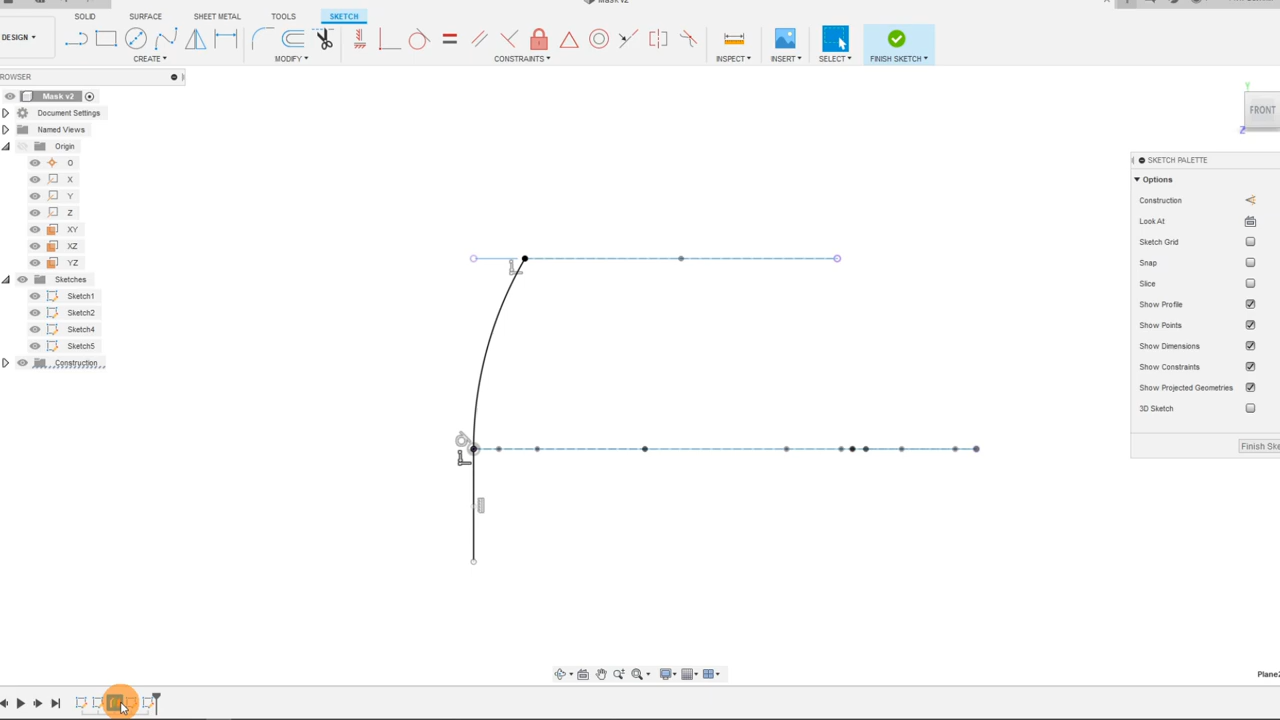 Mask v2
SOLID SURFACE SHEET METAL TOOLS SKETCH
DESIGN
CREATE MODIFY CONSTRAINTS INSPECT INSERT SELECT FINISH SKETCH
ROWSER
Mask v2
Document Settings
Named Views
Origin
O
X
Y
Z
XY
XZ
YZ
Sketches
Sketch1
Sketch2
Sketch4
Sketch5
Construction
Y
FRONT
Z
SKETCH PALETTE
Options
Construction
Look At
Sketch Grid
Snap
Slice
Show Profile
Show Points
Show Dimensions
Show Constraints
Show Projected Geometries
3D Sketch
Finish Ske
Plane2